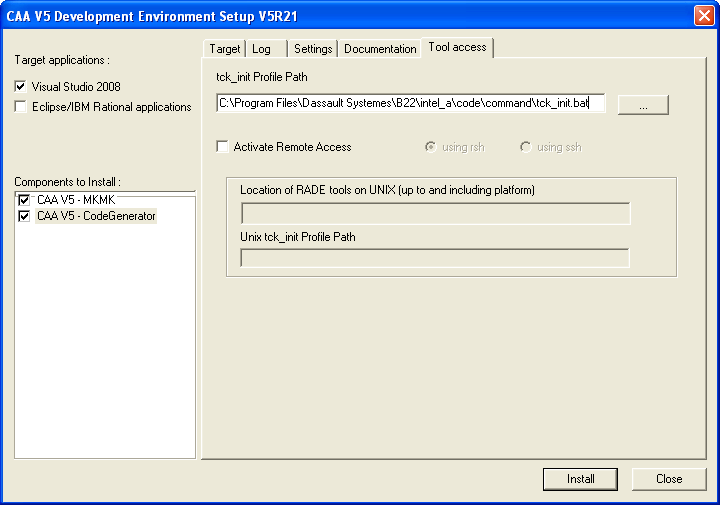 CAA V5 Development Environment Setup V5R21
Target applications :
Visual Studio 2008
Eclipse/IBM Rational applications
Components to Install :
CAA V5 - MKMK
CAA V5 - CodeGenerator
Target Log Settings Documentation Tool access
tck_init Profile Path
C:\Program Files\Dassault Systemes\B22\intel_a\code\command\tck_init.bat
...
Activate Remote Access using rsh using ssh
Location of RADE tools on UNIX (up to and including platform)
Unix tck_init Profile Path
Install Close